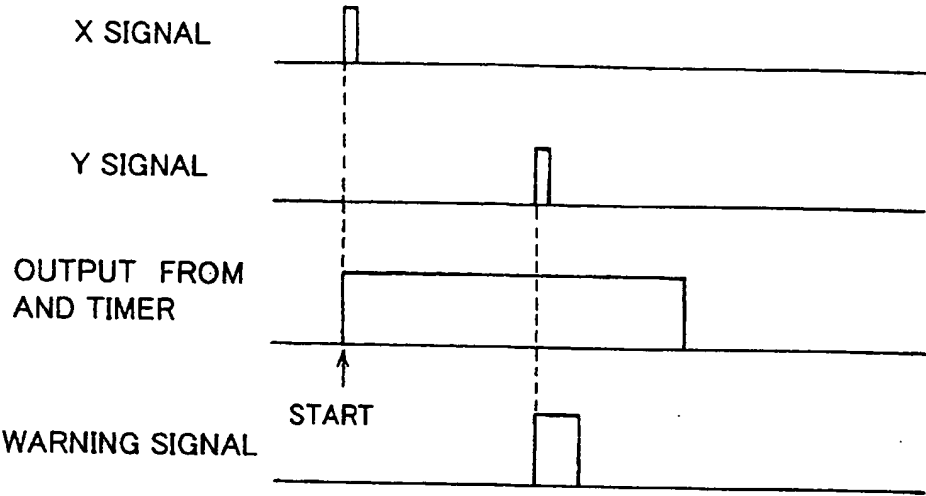 X SIGNAL
Y SIGNAL
OUTPUT FROM
AND TIMER
START
WARNING SIGNAL